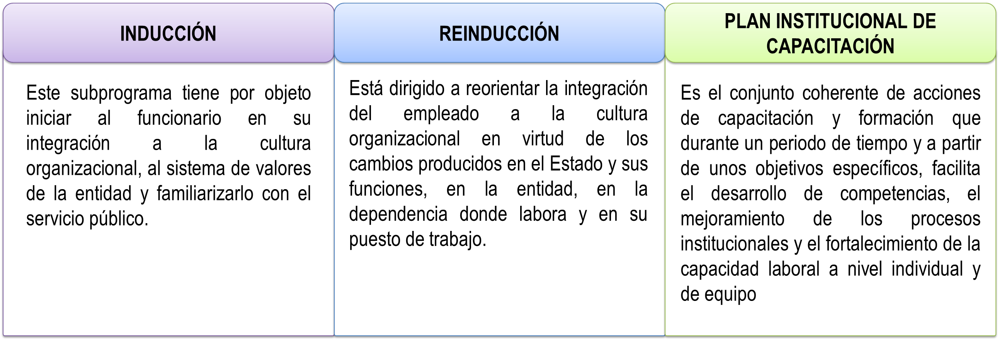 INDUCCIÓN
Este subprograma tiene por objeto
iniciar al funcionario en su
integración a la cultura
organizacional, al sistema de valores
de la entidad y familiarizarlo con el
servicio público.
REINDUCCIÓN
Está dirigido a reorientar la integración
del empleado a la cultura
organizacional en virtud de los
cambios producidos en el Estado y sus
funciones, en la entidad, en la
dependencia donde labora y en su
puesto de trabajo.
PLAN INSTITUCIONAL DE
CAPACITACIÓN
Es el conjunto coherente de acciones
de capacitación y formación que
durante un periodo de tiempo y a partir
de unos objetivos específicos, facilita
el desarrollo de competencias, el
mejoramiento de los procesos
institucionales y el fortalecimiento de la
capacidad laboral a nivel individual y
de equipo